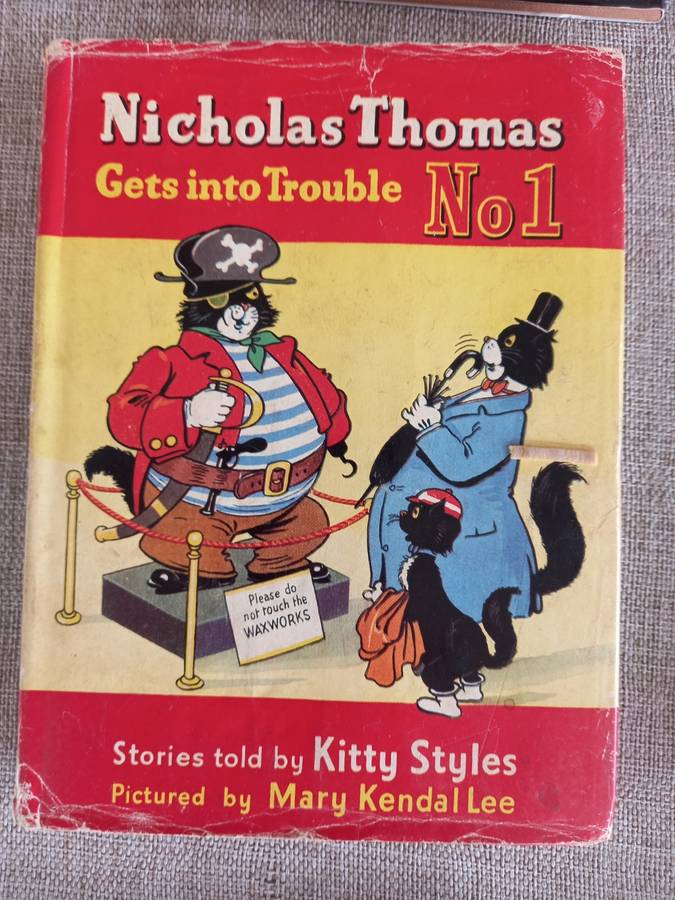 Nicholas Thomas
Gets into Trouble No 1
Please do
not touch the
WAXWORKS
Stories told by Kitty Styles
Pictured by Mary Kendal Lee